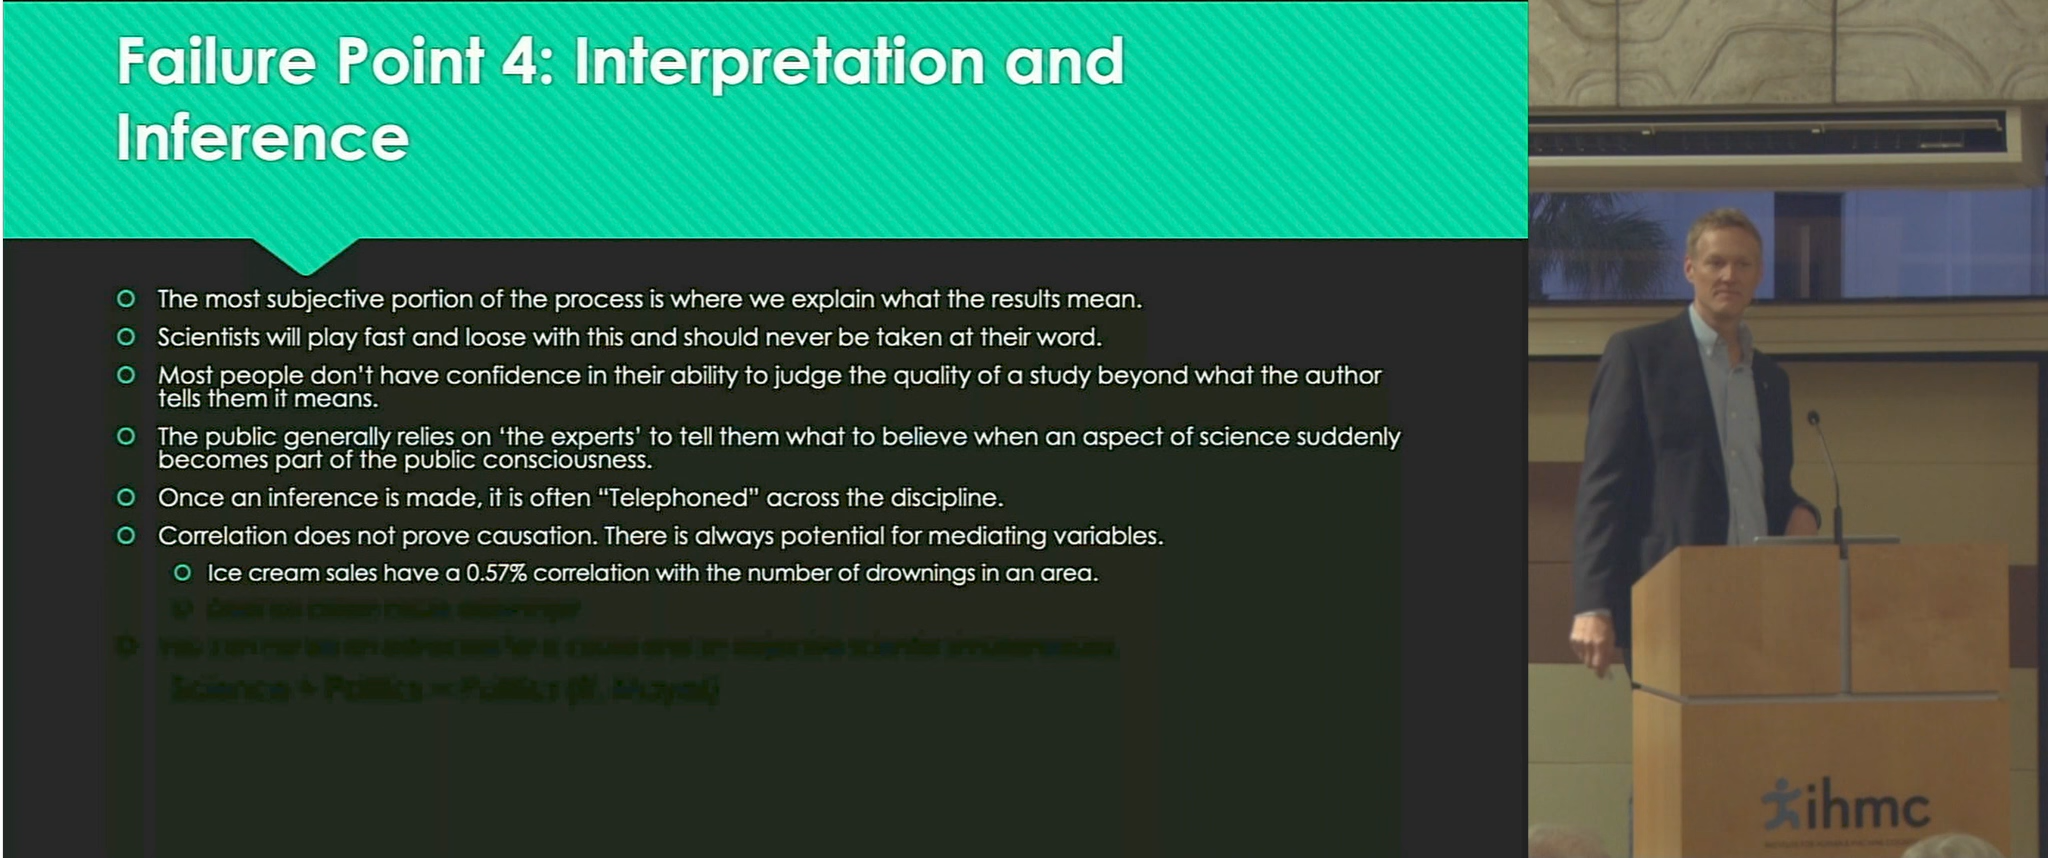 Failure Point 4: Interpretation and
Inference
The most subjective portion of the process is where we explain what the results mean.
Scientists will play fast and loose with this and should never be taken at their word.
Most people don't have confidence in their ability to judge the quality of a study beyond what the author
tells them it means.
The public generally relies on 'the experts' to tell them what to believe when an aspect of science suddenly
becomes part of the public consciousness.
Once an inference is made, it is often “Telephoned” across the discipline.
Correlation does not prove causation. There is always potential for mediating variables.
Ice cream sales have a 0.57% correlation with the number of drownings in an area.
ihmc